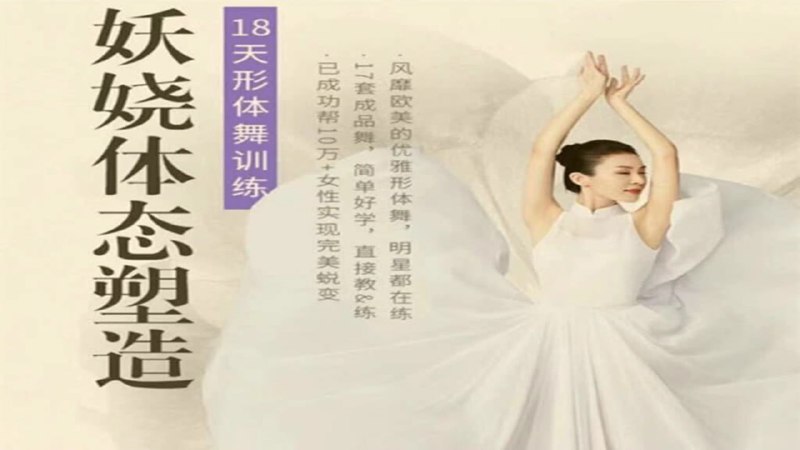 妖娆体态塑造
18天形体舞训练
·风靡欧美的优雅形体舞，明星都在练
·17套成品舞，简单好学，直接教&练
·已成功帮10万+女性实现完美蜕变